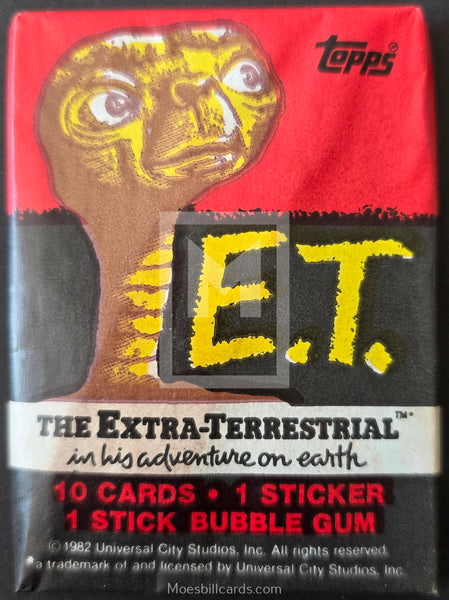 topps®
E.T.
THE EXTRA-TERRESTRIAL™*
in his adventure on earth
10 CARDS • 1 STICKER
1 STICK BUBBLE GUM
© 1982 Universal City Studios, Inc. All rights reserved
*a trademark of and licensed by Universal City Studios, Inc.
Moesbillcards.com